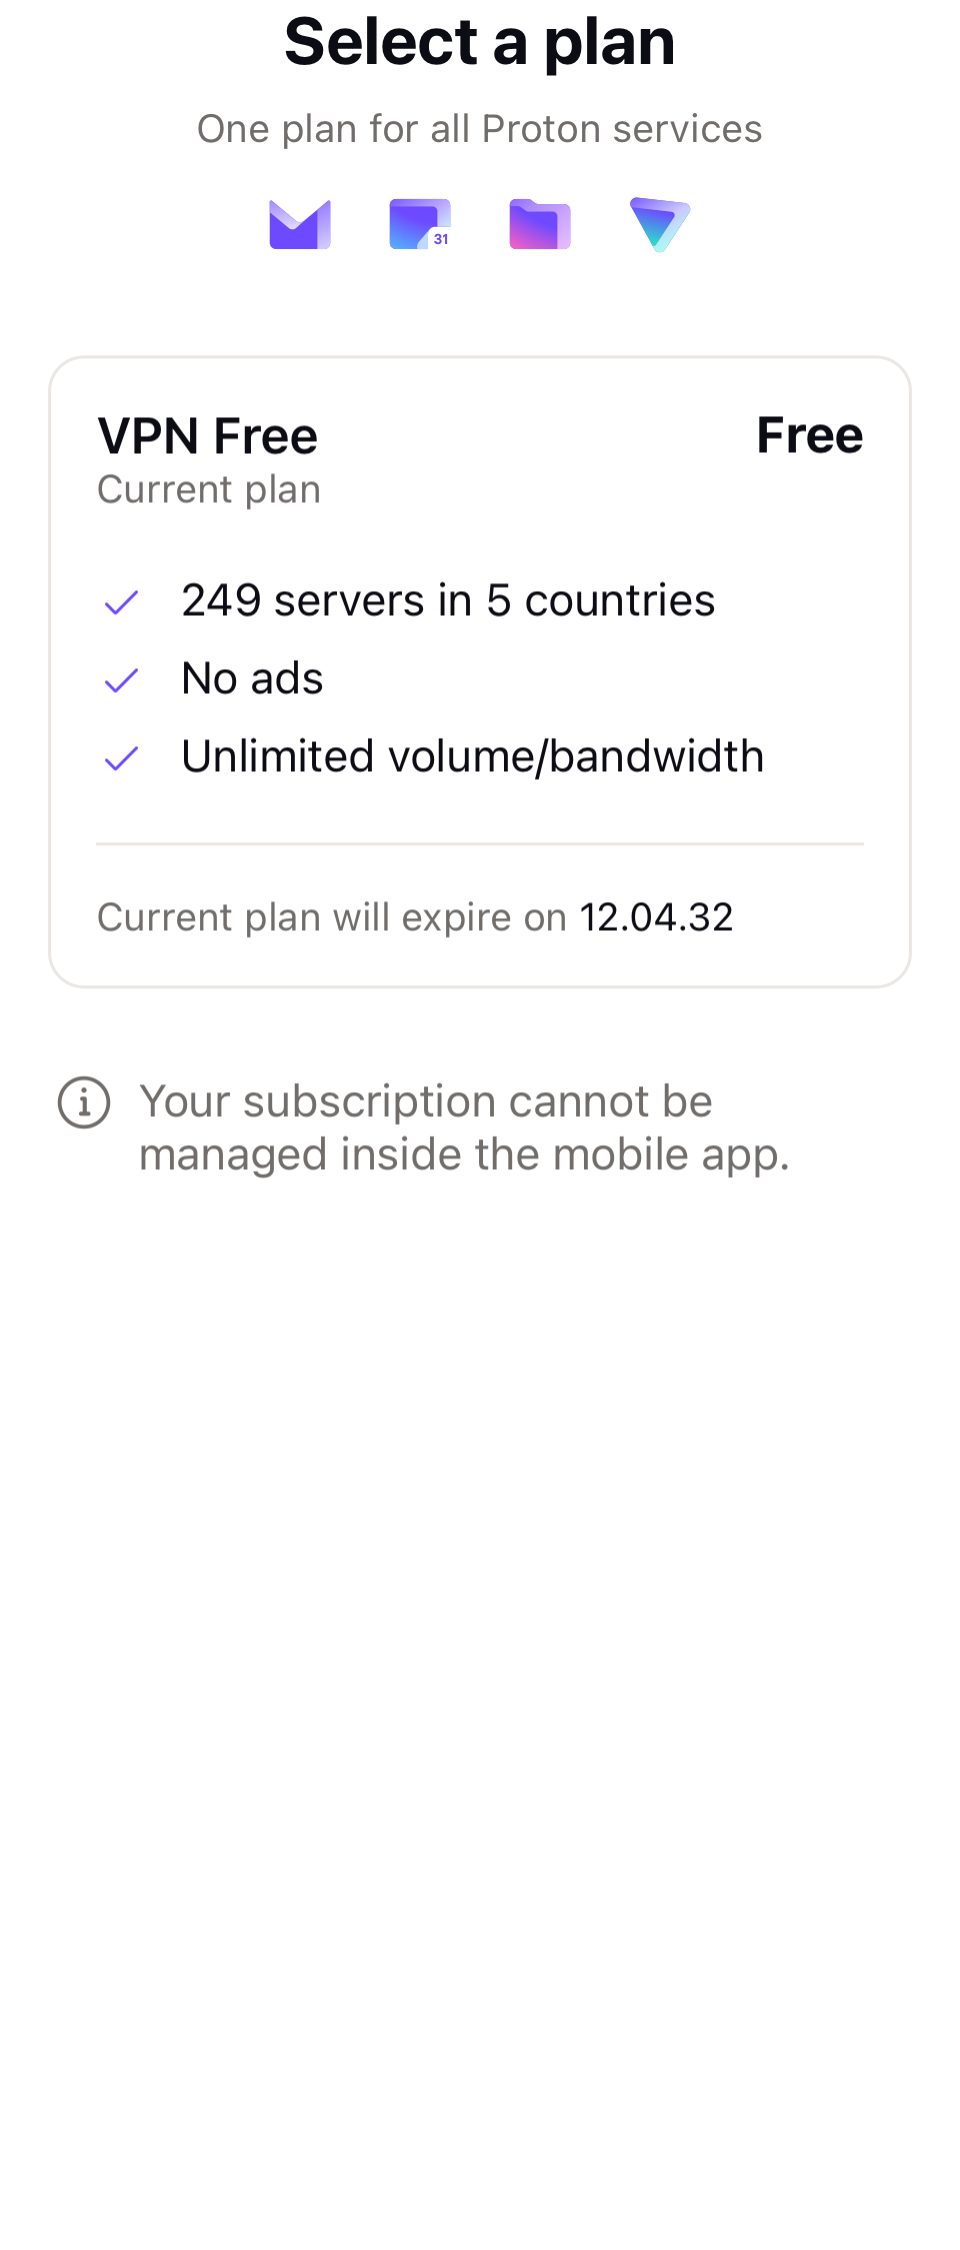 Select a plan
One plan for all Proton services
31
VPN Free
Free
Current plan
249 servers in 5 countries
No ads
Unlimited volume/bandwidth
Current plan will expire on 12.04.32
Your subscription cannot be
managed inside the mobile app.